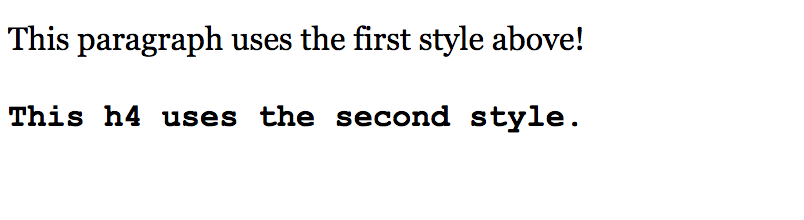 This paragraph uses the first style above!
This h4 uses the second style.